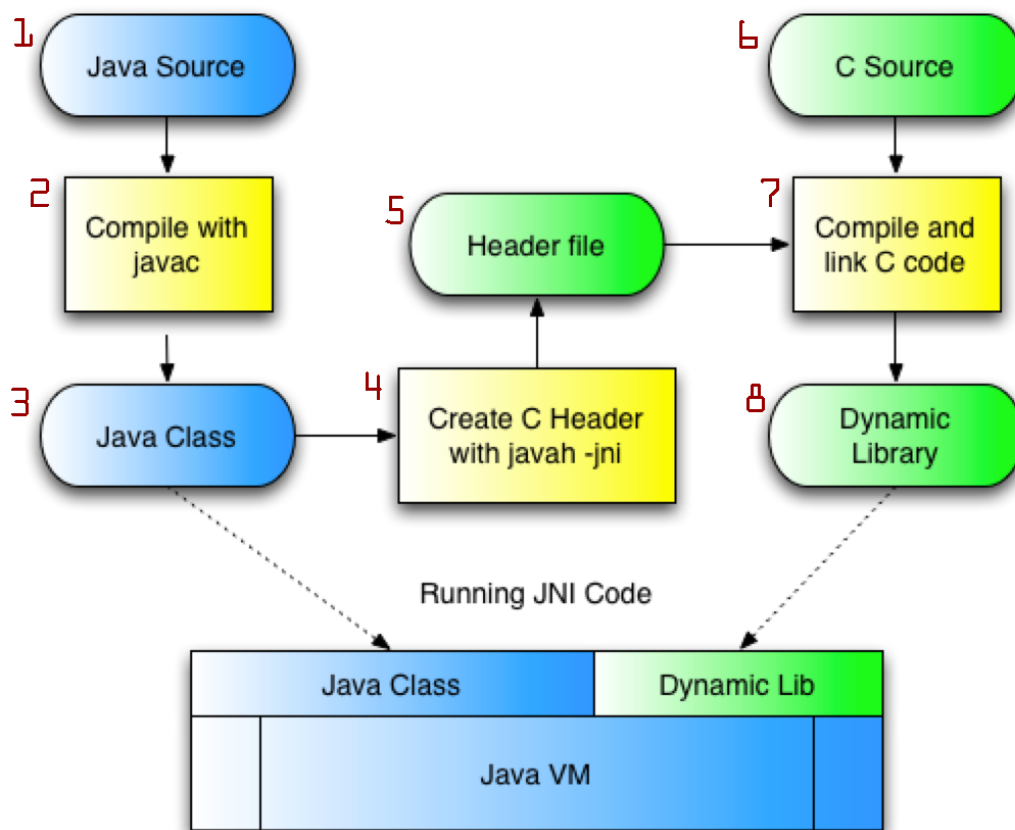 1
Java Source
2
Compile with
javac
3
Java Class
4
Create C Header
with javah -jni
5
Header file
6
C Source
7
Compile and
link C code
8
Dynamic
Library
Running JNI Code
Java Class
Dynamic Lib
Java VM